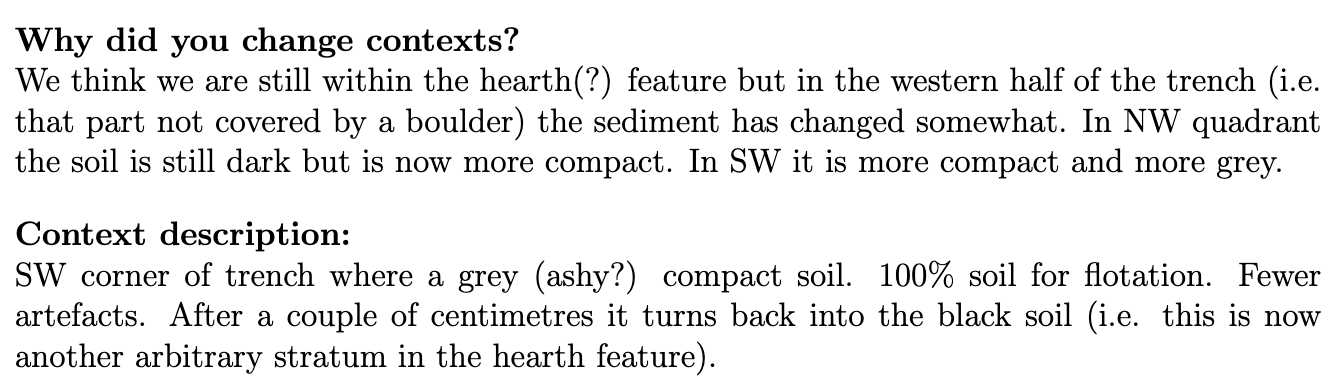 Why did you change contexts?
We think we are still within the hearth(?) feature but in the western half of the trench (i.e.
that part not covered by a boulder) the sediment has changed somewhat. In NW quadrant
the soil is still dark but is now more compact. In SW it is more compact and more grey.
Context description:
SW corner of trench where a grey (ashy?) compact soil. 100% soil for flotation. Fewer
artefacts. After a couple of centimetres it turns back into the black soil (i.e. this is now
another arbitrary stratum in the hearth feature).